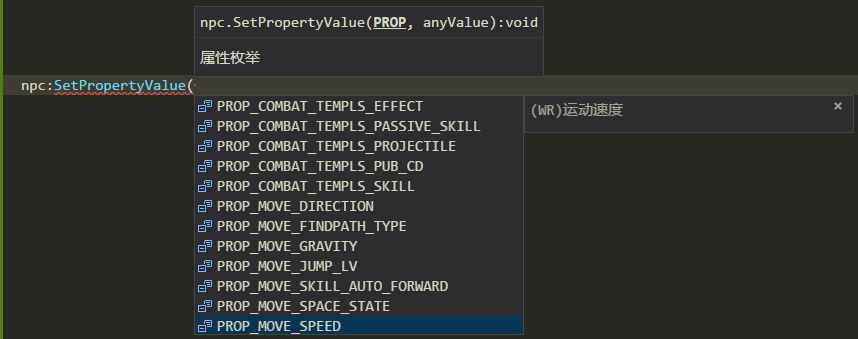 npc.SetPropertyValue(PROP, anyValue):void
属性枚举
npc:SetPropertyValue(
PROP_COMBAT_TEMPLS_EFFECT
(WR)运动速度 ×
PROP_COMBAT_TEMPLS_PASSIVE_SKILL
PROP_COMBAT_TEMPLS_PROJECTILE
PROP_COMBAT_TEMPLS_PUB_CD
PROP_COMBAT_TEMPLS_SKILL
PROP_MOVE_DIRECTION
PROP_MOVE_FINDPATH_TYPE
PROP_MOVE_GRAVITY
PROP_MOVE_JUMP_LV
PROP_MOVE_SKILL_AUTO_FORWARD
PROP_MOVE_SPACE_STATE
PROP_MOVE_SPEED